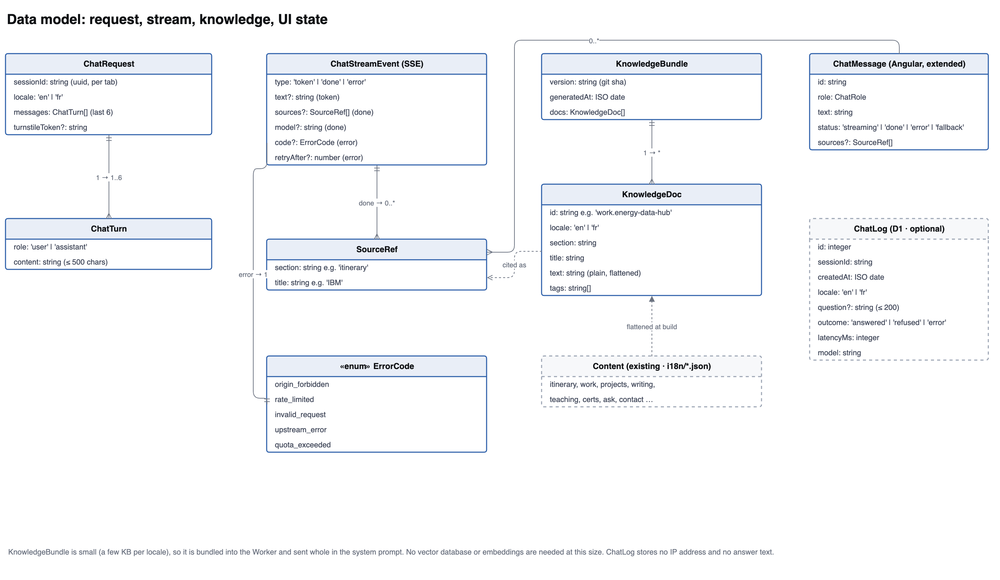 Data model: request, stream, knowledge, UI state
0..*
ChatRequest
sessionId: string (uuid, per tab)
locale: 'en' | 'fr'
messages: ChatTurn[] (last 6)
turnstileToken?: string
1 → 1..6
ChatTurn
role: 'user' | 'assistant'
content: string (≤ 500 chars)
ChatStreamEvent (SSE)
type: 'token' | 'done' | 'error'
text?: string (token)
sources?: SourceRef[] (done)
model?: string (done)
code?: ErrorCode (error)
retryAfter?: number (error)
done → 0..*
error → 1
SourceRef
section: string e.g. 'itinerary'
title: string e.g. 'IBM'
cited as
«enum» ErrorCode
origin_forbidden
rate_limited
invalid_request
upstream_error
quota_exceeded
KnowledgeBundle
version: string (git sha)
generatedAt: ISO date
docs: KnowledgeDoc[]
1 → *
KnowledgeDoc
id: string e.g. 'work.energy-data-hub'
locale: 'en' | 'fr'
section: string
title: string
text: string (plain, flattened)
tags: string[]
flattened at build
Content (existing · i18n/*.json)
itinerary, work, projects, writing,
teaching, certs, ask, contact …
ChatMessage (Angular, extended)
id: string
role: ChatRole
text: string
status: 'streaming' | 'done' | 'error' | 'fallback'
sources?: SourceRef[]
ChatLog (D1 · optional)
id: integer
sessionId: string
createdAt: ISO date
locale: 'en' | 'fr'
question?: string (≤ 200)
outcome: 'answered' | 'refused' | 'error'
latencyMs: integer
model: string
KnowledgeBundle is small (a few KB per locale), so it is bundled into the Worker and sent whole in the system prompt. No vector database or embeddings are needed at this size. ChatLog stores no IP address and no answer text.